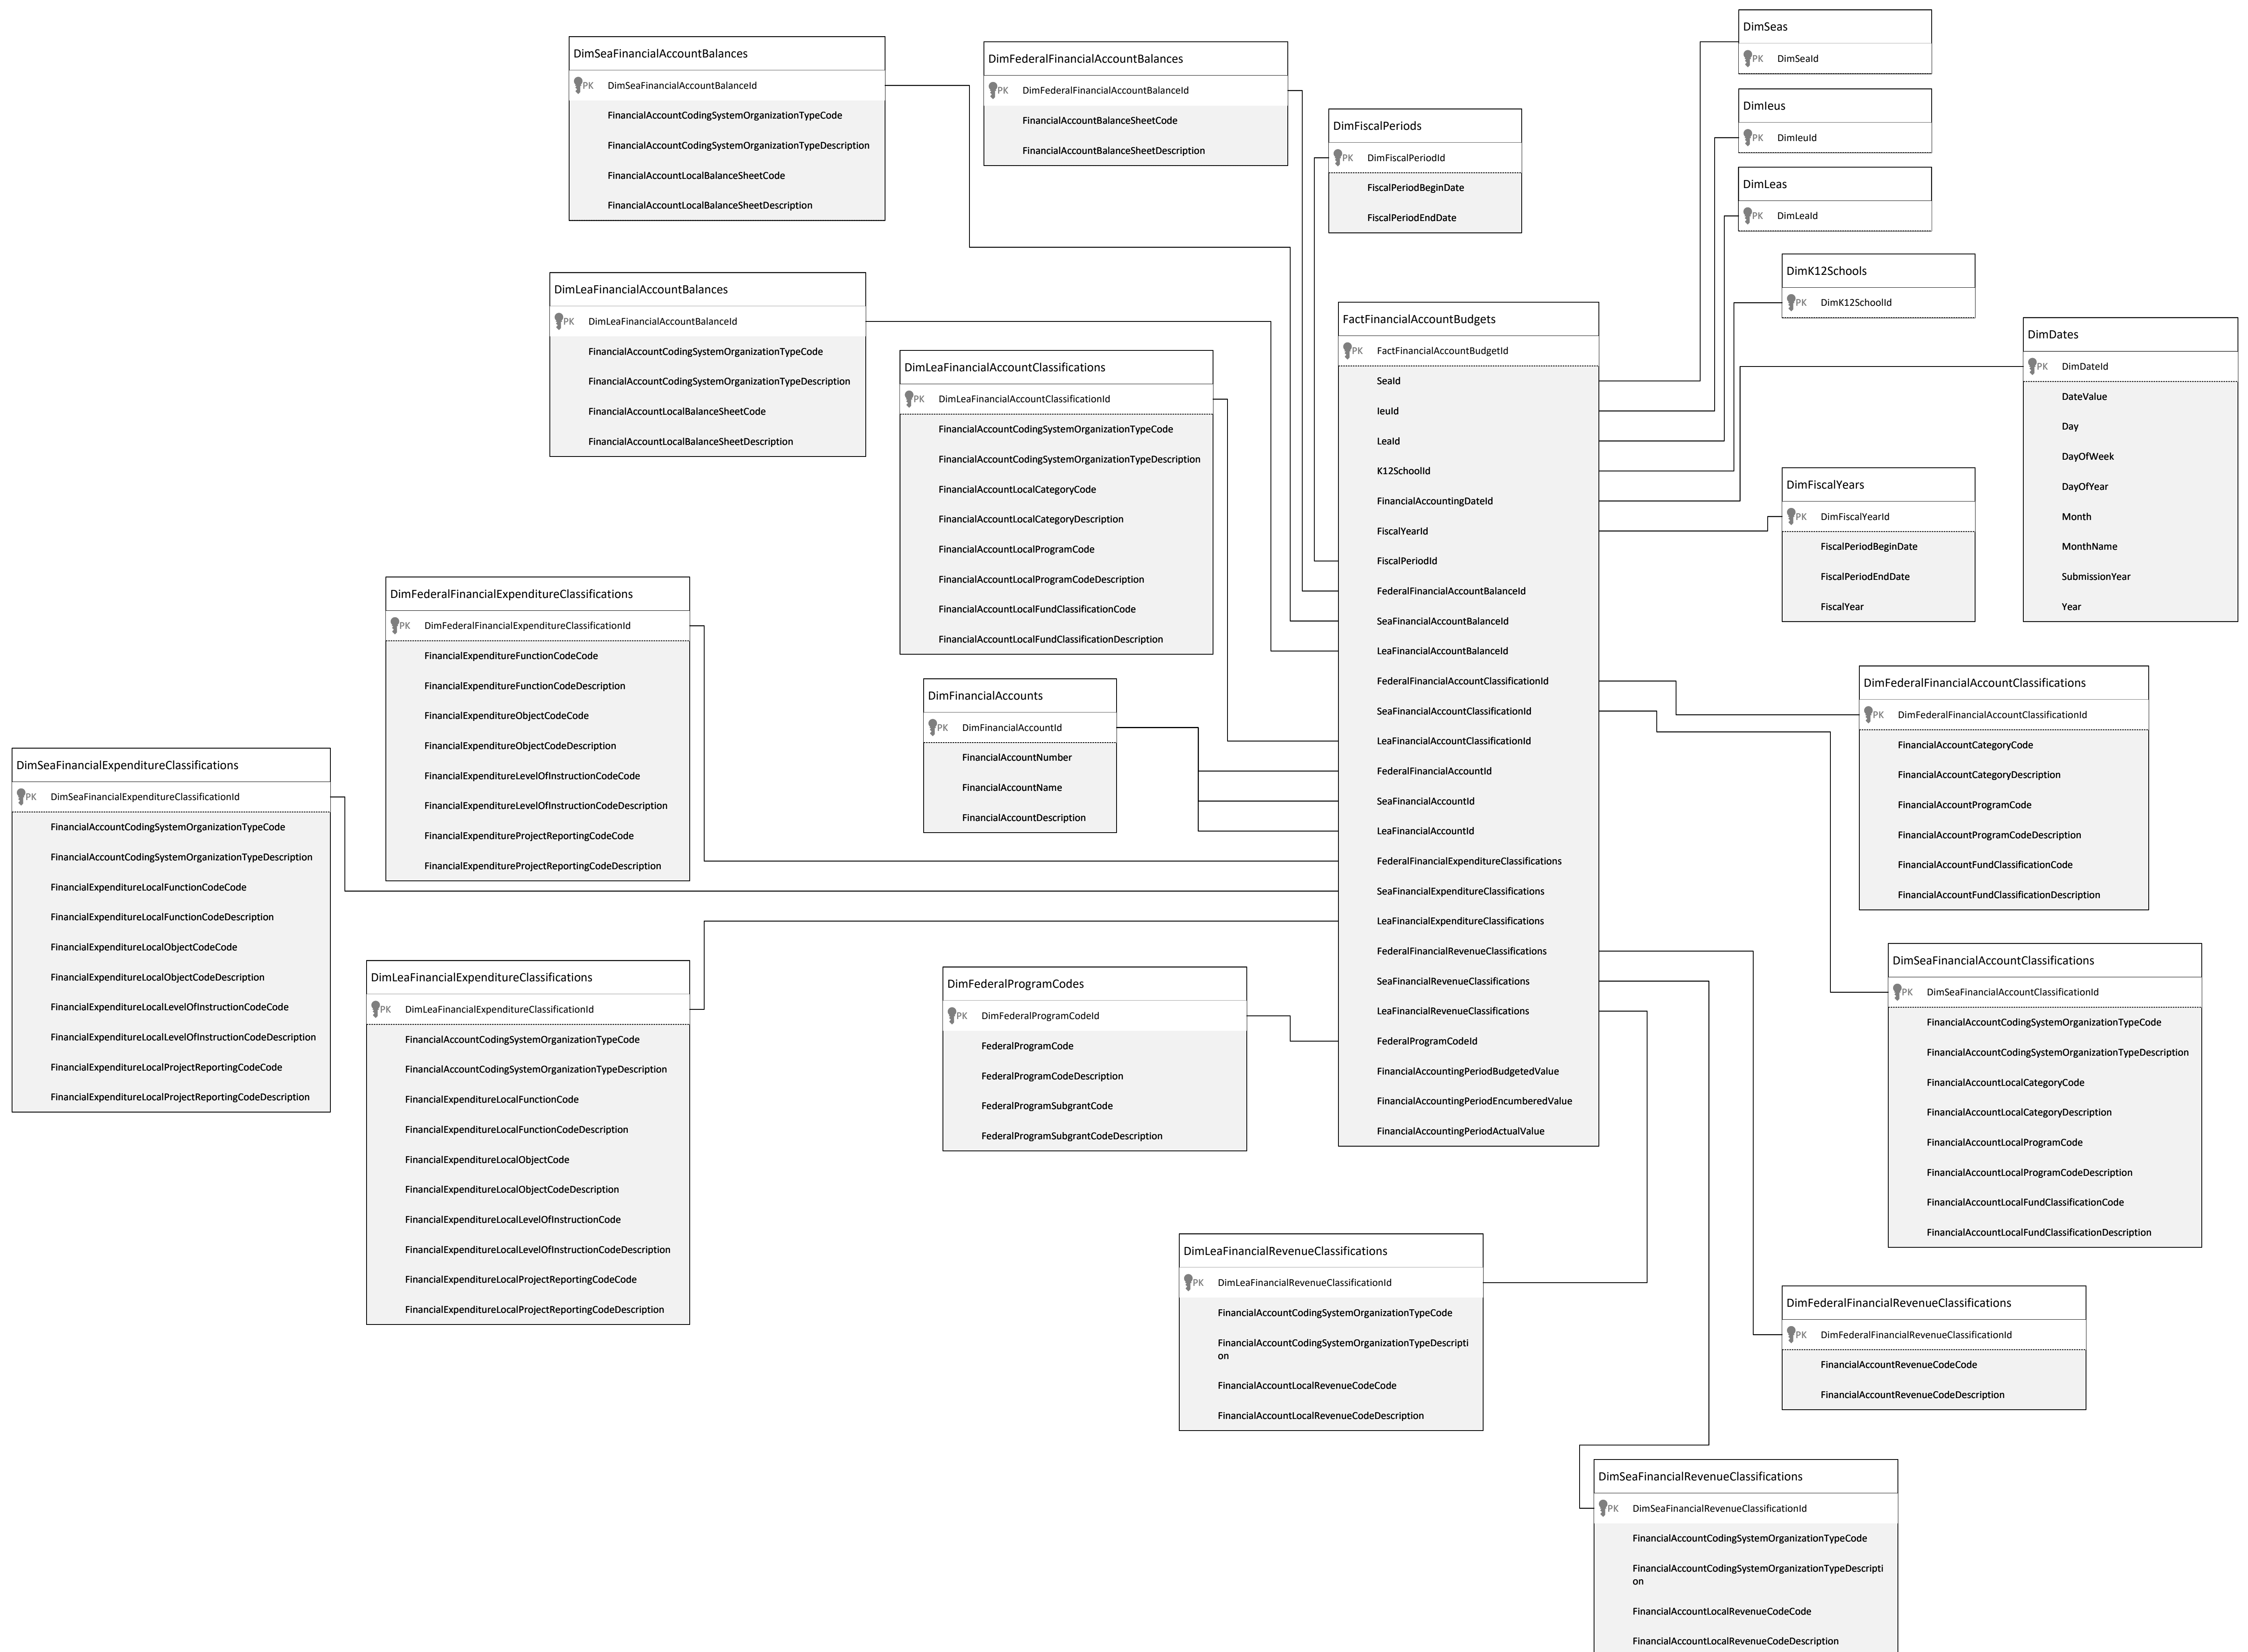 DimSeas
PK DimSeaId
DimSeaFinancialAccountBalances
PK DimSeaFinancialAccountBalanceId
FinancialAccountCodingSystemOrganizationTypeCode
FinancialAccountCodingSystemOrganizationTypeDescription
FinancialAccountLocalBalanceSheetCode
FinancialAccountLocalBalanceSheetDescription
DimFederalFinancialAccountBalances
PK DimFederalFinancialAccountBalanceId
FinancialAccountBalanceSheetCode
FinancialAccountBalanceSheetDescription
DimIeus
PK DimIeuId
DimFiscalPeriods
PK DimFiscalPeriodId
FiscalPeriodBeginDate
FiscalPeriodEndDate
DimLeas
PK DimLeaId
DimK12Schools
PK DimK12SchoolId
DimLeaFinancialAccountBalances
PK DimLeaFinancialAccountBalanceId
FinancialAccountCodingSystemOrganizationTypeCode
FinancialAccountCodingSystemOrganizationTypeDescription
FinancialAccountLocalBalanceSheetCode
FinancialAccountLocalBalanceSheetDescription
FactFinancialAccountBudgets
PK FactFinancialAccountBudgetId
SeaId
IeuId
LeaId
K12SchoolId
FinancialAccountingDateId
FiscalYearId
FiscalPeriodId
FederalFinancialAccountBalanceId
SeaFinancialAccountBalanceId
LeaFinancialAccountBalanceId
FederalFinancialAccountClassificationId
SeaFinancialAccountClassificationId
LeaFinancialAccountClassificationId
FederalFinancialAccountId
SeaFinancialAccountId
LeaFinancialAccountId
FederalFinancialExpenditureClassifications
SeaFinancialExpenditureClassifications
LeaFinancialExpenditureClassifications
FederalFinancialRevenueClassifications
SeaFinancialRevenueClassifications
LeaFinancialRevenueClassifications
FederalProgramCodeId
FinancialAccountingPeriodBudgetedValue
FinancialAccountingPeriodEncumberedValue
FinancialAccountingPeriodActualValue
DimDates
PK DimDateId
DateValue
Day
DayOfWeek
DayOfYear
Month
MonthName
SubmissionYear
Year
DimLeaFinancialAccountClassifications
PK DimLeaFinancialAccountClassificationId
FinancialAccountCodingSystemOrganizationTypeCode
FinancialAccountCodingSystemOrganizationTypeDescription
FinancialAccountLocalCategoryCode
FinancialAccountLocalCategoryDescription
FinancialAccountLocalProgramCode
FinancialAccountLocalProgramCodeDescription
FinancialAccountLocalFundClassificationCode
FinancialAccountLocalFundClassificationDescription
DimFiscalYears
PK DimFiscalYearId
FiscalPeriodBeginDate
FiscalPeriodEndDate
FiscalYear
DimFederalFinancialExpenditureClassifications
PK DimFederalFinancialExpenditureClassificationId
FinancialExpenditureFunctionCodeCode
FinancialExpenditureFunctionCodeDescription
FinancialExpenditureObjectCodeCode
FinancialExpenditureObjectCodeDescription
FinancialExpenditureLevelOfInstructionCodeCode
FinancialExpenditureLevelOfInstructionCodeDescription
FinancialExpenditureProjectReportingCodeCode
FinancialExpenditureProjectReportingCodeDescription
DimFinancialAccounts
PK DimFinancialAccountId
FinancialAccountNumber
FinancialAccountName
FinancialAccountDescription
DimFederalFinancialAccountClassifications
PK DimFederalFinancialAccountClassificationId
FinancialAccountCategoryCode
FinancialAccountCategoryDescription
FinancialAccountProgramCode
FinancialAccountProgramCodeDescription
FinancialAccountFundClassificationCode
FinancialAccountFundClassificationDescription
DimSeaFinancialExpenditureClassifications
PK DimSeaFinancialExpenditureClassificationId
FinancialAccountCodingSystemOrganizationTypeCode
FinancialAccountCodingSystemOrganizationTypeDescription
FinancialExpenditureLocalFunctionCodeCode
FinancialExpenditureLocalFunctionCodeDescription
FinancialExpenditureLocalObjectCodeCode
FinancialExpenditureLocalObjectCodeDescription
FinancialExpenditureLocalLevelOfInstructionCodeCode
FinancialExpenditureLocalLevelOfInstructionCodeDescription
FinancialExpenditureLocalProjectReportingCodeCode
FinancialExpenditureLocalProjectReportingCodeDescription
DimLeaFinancialExpenditureClassifications
PK DimLeaFinancialExpenditureClassificationId
FinancialAccountCodingSystemOrganizationTypeCode
FinancialAccountCodingSystemOrganizationTypeDescription
FinancialExpenditureLocalFunctionCode
FinancialExpenditureLocalFunctionCodeDescription
FinancialExpenditureLocalObjectCode
FinancialExpenditureLocalObjectCodeDescription
FinancialExpenditureLocalLevelOfInstructionCode
FinancialExpenditureLocalLevelOfInstructionCodeDescription
FinancialExpenditureLocalProjectReportingCodeCode
FinancialExpenditureLocalProjectReportingCodeDescription
DimFederalProgramCodes
PK DimFederalProgramCodeId
FederalProgramCode
FederalProgramCodeDescription
FederalProgramSubgrantCode
FederalProgramSubgrantCodeDescription
DimSeaFinancialAccountClassifications
PK DimSeaFinancialAccountClassificationId
FinancialAccountCodingSystemOrganizationTypeCode
FinancialAccountCodingSystemOrganizationTypeDescription
FinancialAccountLocalCategoryCode
FinancialAccountLocalCategoryDescription
FinancialAccountLocalProgramCode
FinancialAccountLocalProgramCodeDescription
FinancialAccountLocalFundClassificationCode
FinancialAccountLocalFundClassificationDescription
DimLeaFinancialRevenueClassifications
PK DimLeaFinancialRevenueClassificationId
FinancialAccountCodingSystemOrganizationTypeCode
FinancialAccountCodingSystemOrganizationTypeDescripti
on
FinancialAccountLocalRevenueCodeCode
FinancialAccountLocalRevenueCodeDescription
DimFederalFinancialRevenueClassifications
PK DimFederalFinancialRevenueClassificationId
FinancialAccountRevenueCodeCode
FinancialAccountRevenueCodeDescription
DimSeaFinancialRevenueClassifications
PK DimSeaFinancialRevenueClassificationId
FinancialAccountCodingSystemOrganizationTypeCode
FinancialAccountCodingSystemOrganizationTypeDescripti
on
FinancialAccountLocalRevenueCodeCode
FinancialAccountLocalRevenueCodeDescription